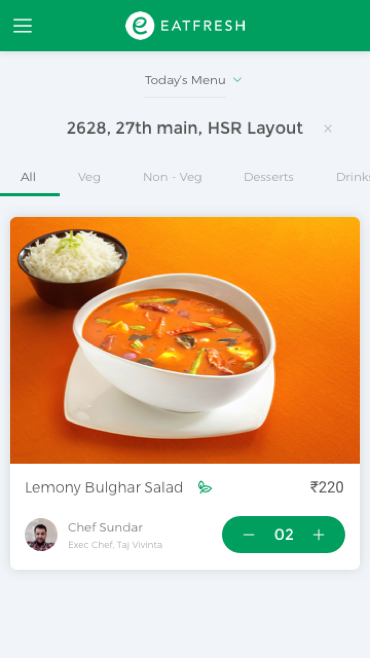 EATFRESH
Today's Menu
2628, 27th main, HSR Layout
All Veg Non - Veg Desserts Drink
Lemony Bulghar Salad ₹220
Chef Sundar
Exec Chef, Taj Vivinta
02